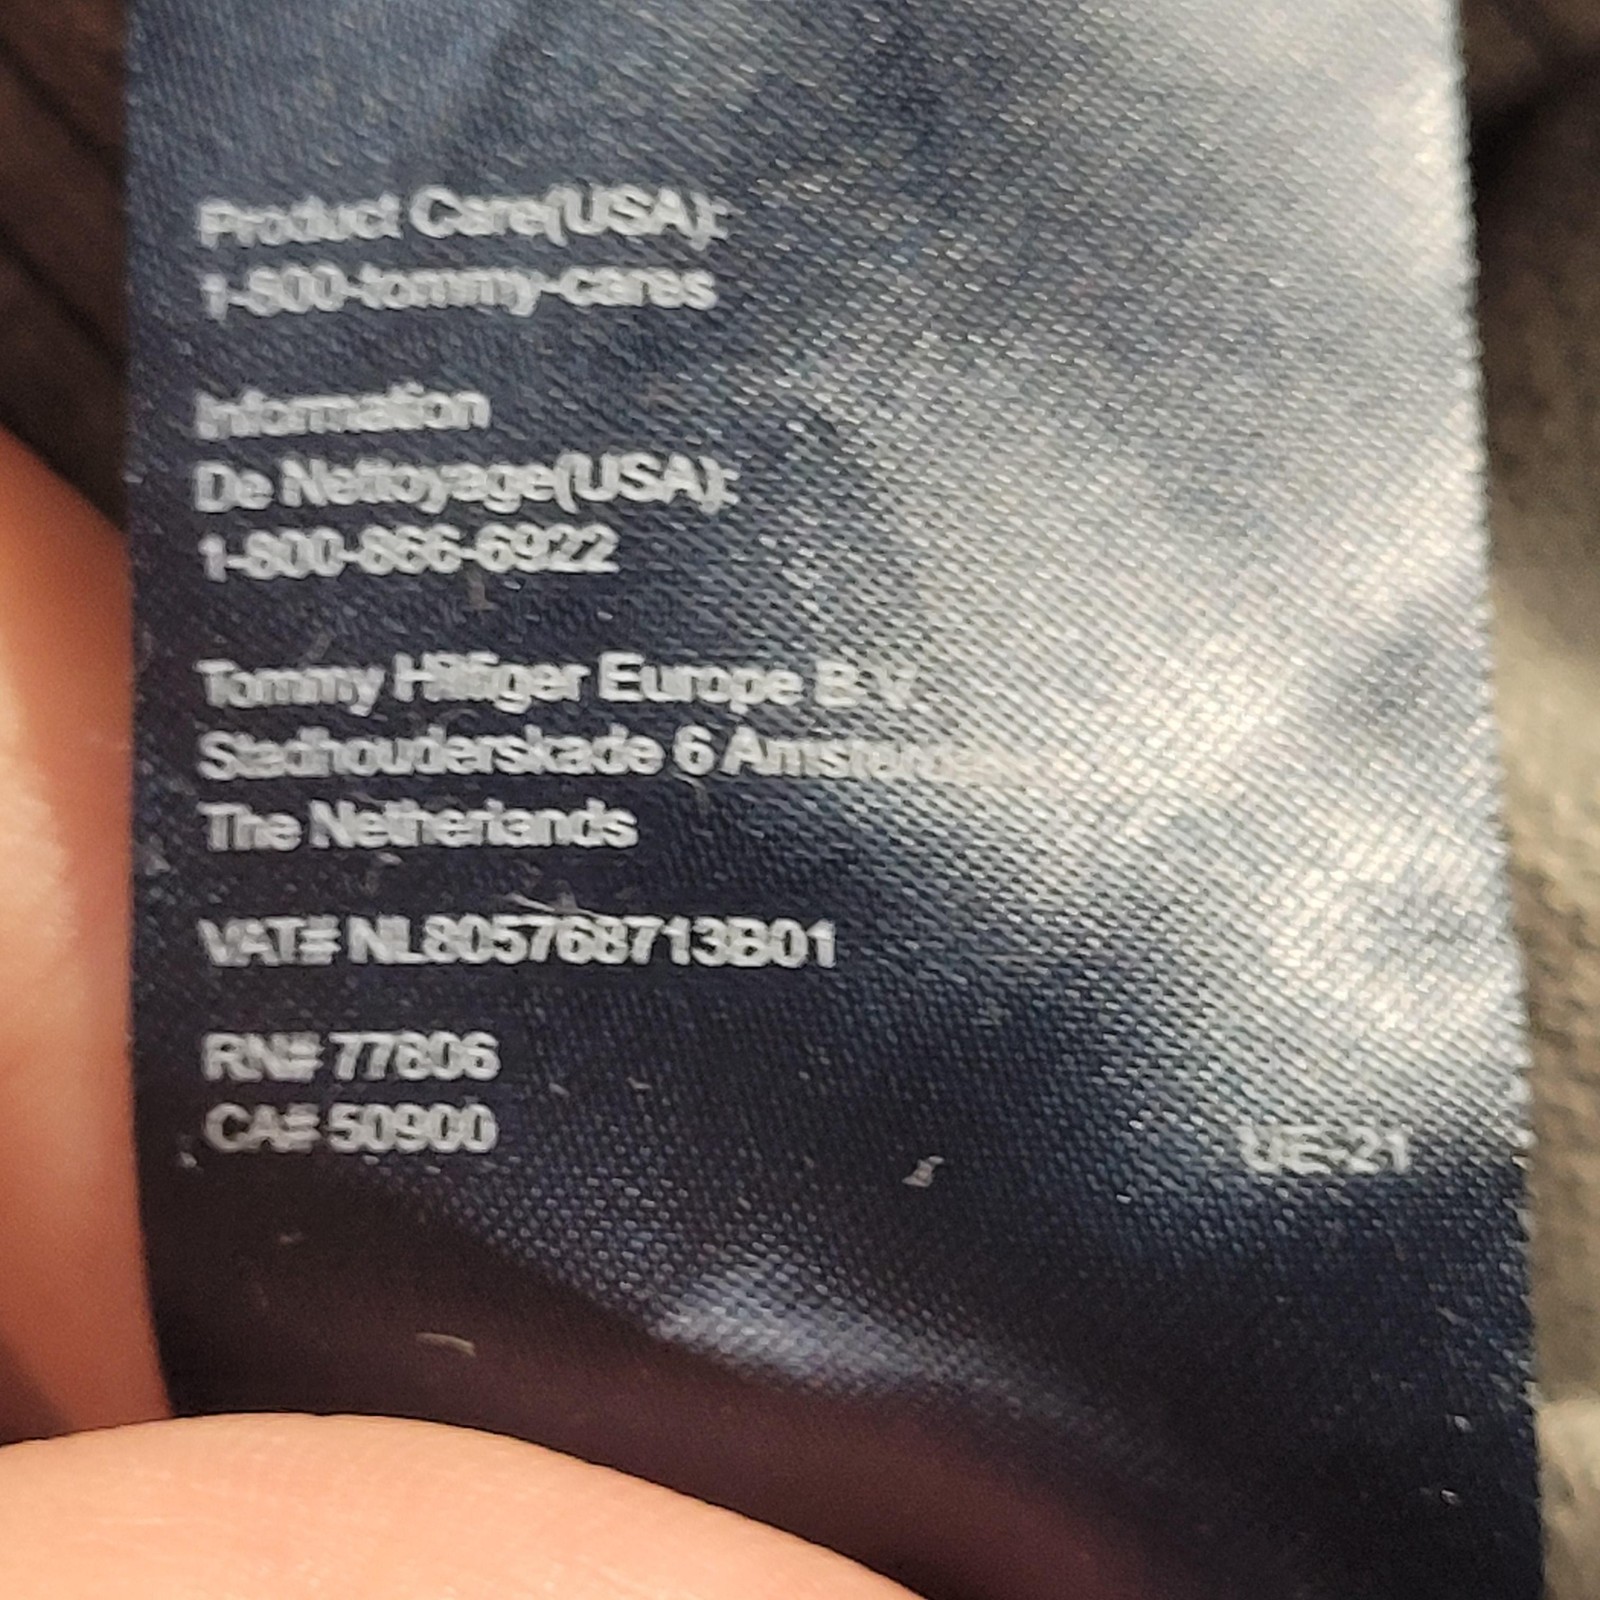 Product Care(USA):
1-800-tommy-cares
Information
De Nettoyage(USA):
1-800-866-6922
Tommy Hilfiger Europe B.V.
Stadhouderskade 6 Amsterdam
The Netherlands
VAT# NL805768713B01
RN# 77806
CA# 50900
UE-21